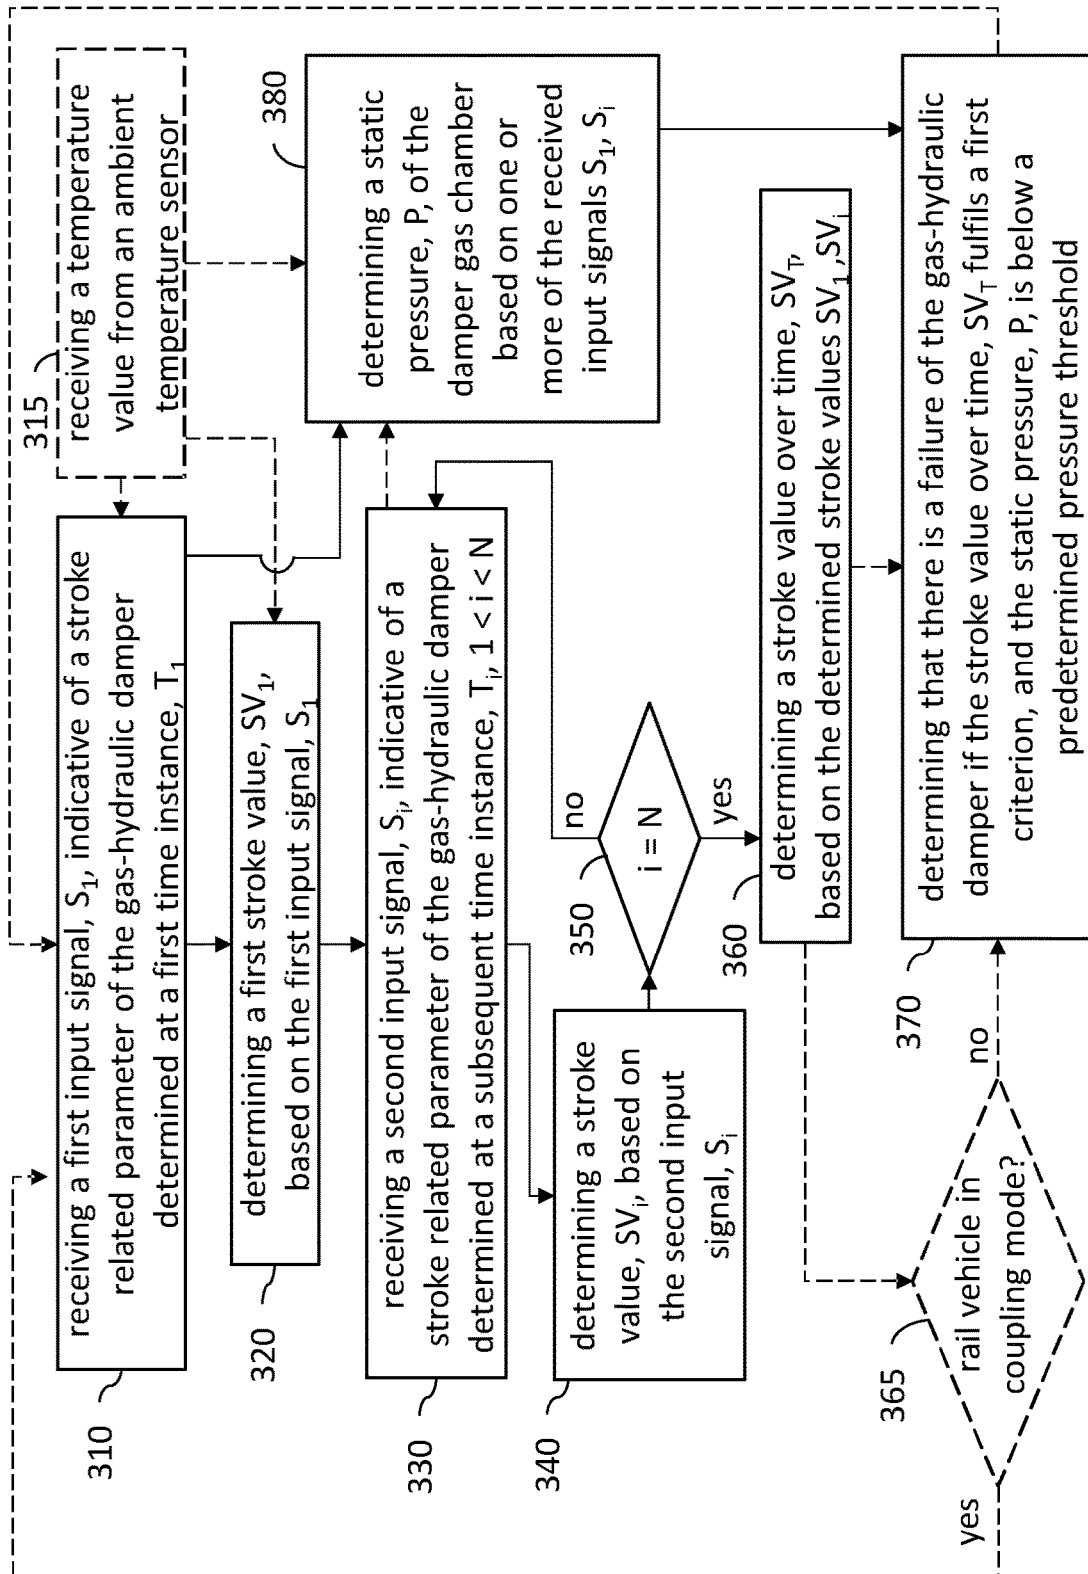 310
receiving a first input signal, S₁, indicative of a stroke
related parameter of the gas-hydraulic damper
determined at a first time instance, T₁
315
receiving a temperature
value from an ambient
temperature sensor
320
determining a first stroke value, SV₁,
based on the first input signal, S₁
330
receiving a second input signal, Sᵢ, indicative of a
stroke related parameter of the gas-hydraulic damper
determined at a subsequent time instance, Tᵢ, 1 < i < N
380
determining a static
pressure, P, of the
damper gas chamber
based on one or
more of the received
input signals S₁, Sᵢ
340
determining a stroke
value, SVᵢ, based on
the second input
signal, Sᵢ
350
i = N
no
yes
360
determining a stroke value over time, SV_T,
based on the determined stroke values SV₁,SVᵢ
365
rail vehicle in
coupling mode?
yes
no
370
determining that there is a failure of the gas-hydraulic
damper if the stroke value over time, SV_T fulfils a first
criterion, and the static pressure, P, is below a
predetermined pressure threshold